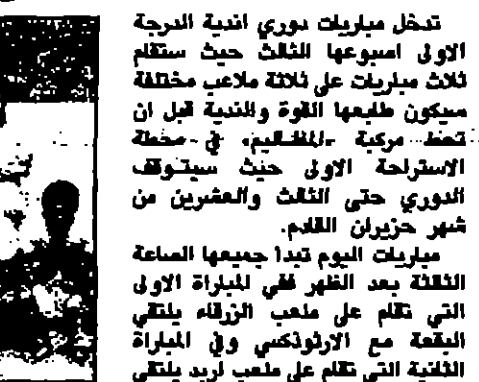 تدخل مباريات دوري اندية الدرجة
الاولى اسبوعها الثالث حيث ستقام
ثلاث مباريات على ثلاثة ملاعب مختلفة
سيكون طابعها القوة والندية قبل ان
تحط مركبة «المظاليم» في محطة
الاستراحة الاولى حيث سيتوقف
الدوري حتى الثالث والعشرين من
شهر حزيران القادم.
مباريات اليوم تبدأ جميعها الساعة
الثالثة بعد الظهر ففي المباراة الاولى
التي تقام على ملعب الزرقاء يلتقي
البقعة مع الارثوذكسي وفي المباراة
الثانية التي تقام على ملعب اربد يلتقي